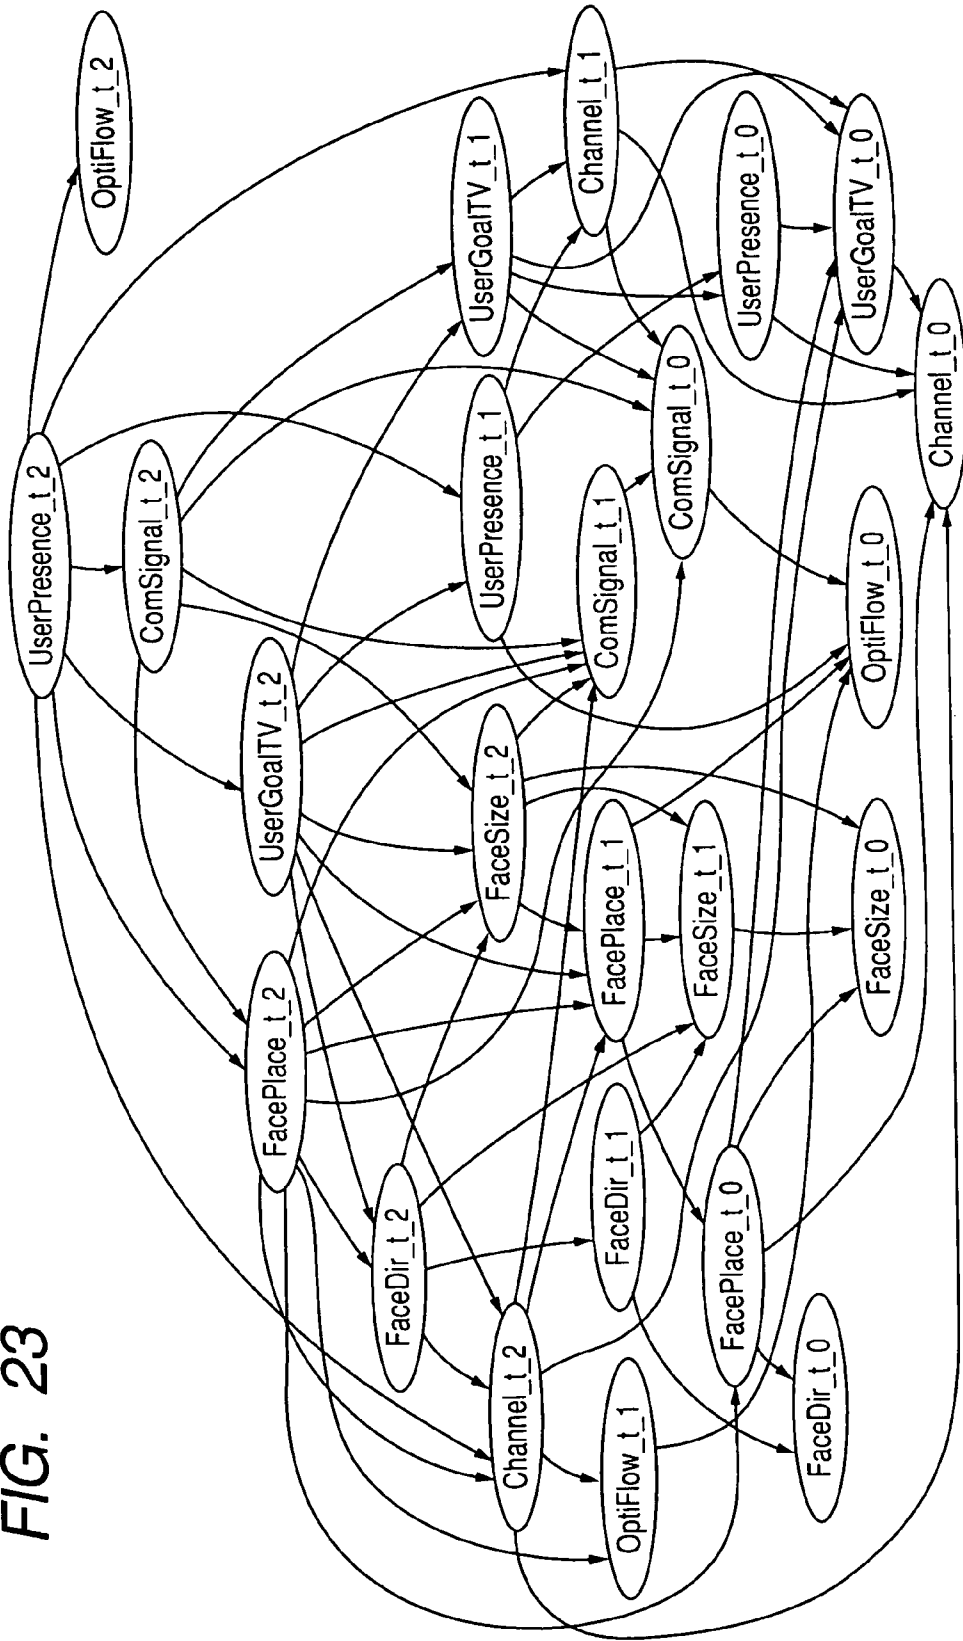 FIG. 23
UserPresence_t_2
OptiFlow_t_2
ComSignal_t_2
UserGoalTV_t_2
FacePlace_t_2
FaceDir_t_2
UserGoalTV_t_1
UserPresence_t_1
FaceSize_t_2
Channel_t_2
Channel_t_1
ComSignal_t_1
FacePlace_t_1
FaceDir_t_1
OptiFlow_t_1
ComSignal_t_0
FaceSize_t_1
UserPresence_t_0
FacePlace_t_0
FaceDir_t_0
UserGoalTV_t_0
OptiFlow_t_0
FaceSize_t_0
Channel_t_0